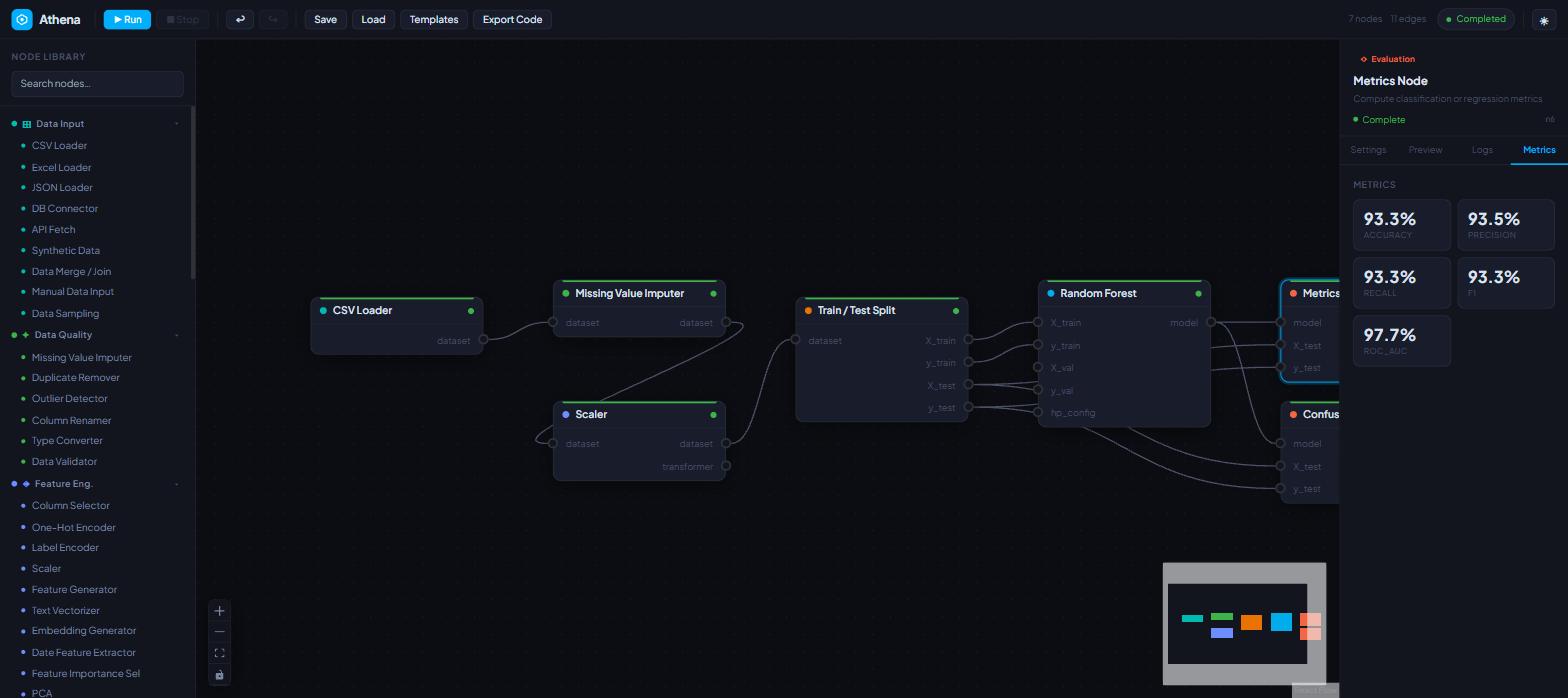 Athena
Run
Stop
Save
Load
Templates
Export Code
7 nodes 11 edges
Completed
NODE LIBRARY
Search nodes...
Data Input
CSV Loader
Excel Loader
JSON Loader
DB Connector
API Fetch
Synthetic Data
Data Merge / Join
Manual Data Input
Data Sampling
Data Quality
Missing Value Imputer
Duplicate Remover
Outlier Detector
Column Renamer
Type Converter
Data Validator
Feature Eng.
Column Selector
One-Hot Encoder
Label Encoder
Scaler
Feature Generator
Text Vectorizer
Embedding Generator
Date Feature Extractor
Feature Importance Sel
PCA
CSV Loader
dataset
Missing Value Imputer
dataset dataset
Scaler
dataset dataset
transformer
Train / Test Split
dataset X_train
y_train
X_test
y_test
Random Forest
X_train model
y_train
X_val
y_val
hp_config
Metrics
model
X_test
y_test
Confus
model
X_test
y_test
React Flow
Evaluation
Metrics Node
Compute classification or regression metrics
Complete n6
Settings Preview Logs Metrics
METRICS
93.3% 93.5%
ACCURACY PRECISION
93.3% 93.3%
RECALL F1
97.7%
ROC_AUC